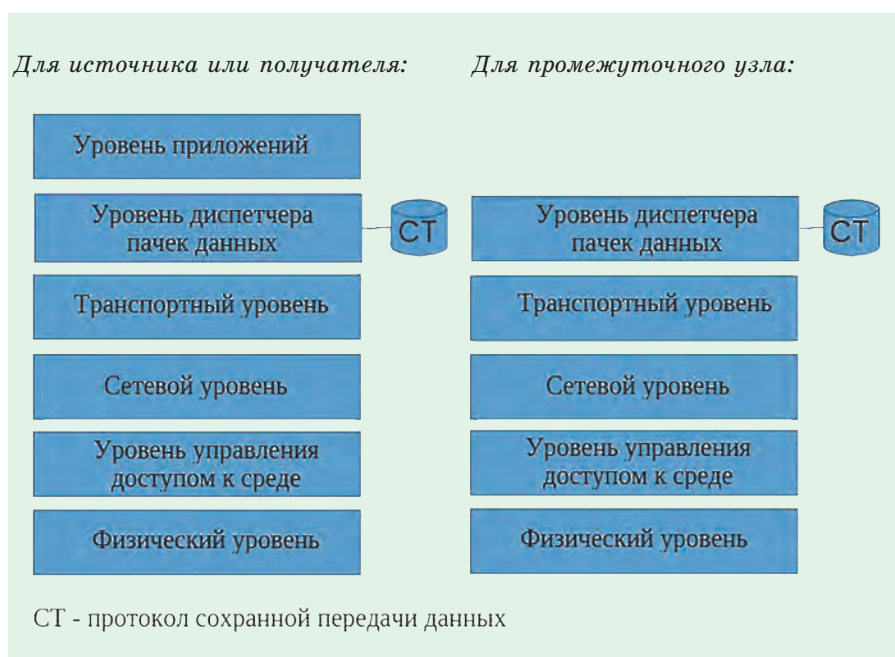 Для источника или получателя:
Для промежуточного узла:
Уровень приложений
Уровень диспетчера
пачек данных
СТ
Транспортный уровень
Сетевой уровень
Уровень управления
доступом к среде
Физический уровень
Уровень диспетчера
пачек данных
СТ
Транспортный уровень
Сетевой уровень
Уровень управления
доступом к среде
Физический уровень
СТ - протокол сохранной передачи данных